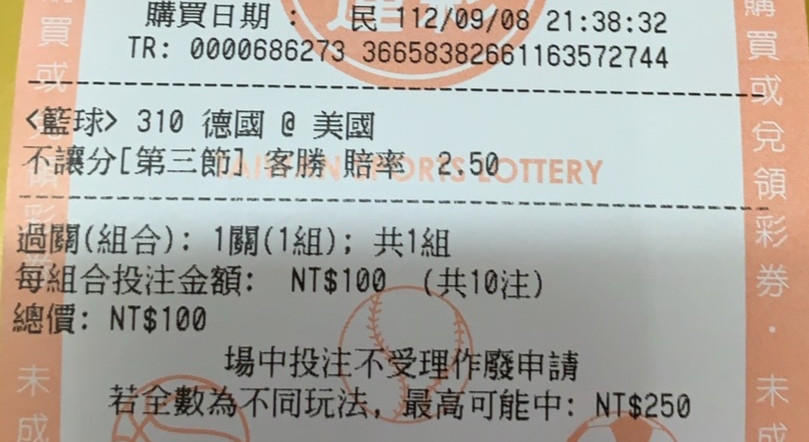 購買日期： 民 112/09/08 21:38:32
TR: 0000686273 36658382661163572744
<籃球> 310 德國 @ 美國
不讓分[第三節] 客勝 賠率 2.50
SPORTS LOTTERY
過關(組合): 1關(1組); 共1組
每組合投注金額: NT$100 (共10注)
總價: NT$100
場中投注不受理作廢申請
若全數為不同玩法, 最高可能中: NT$250
購買或兌領彩券・未成